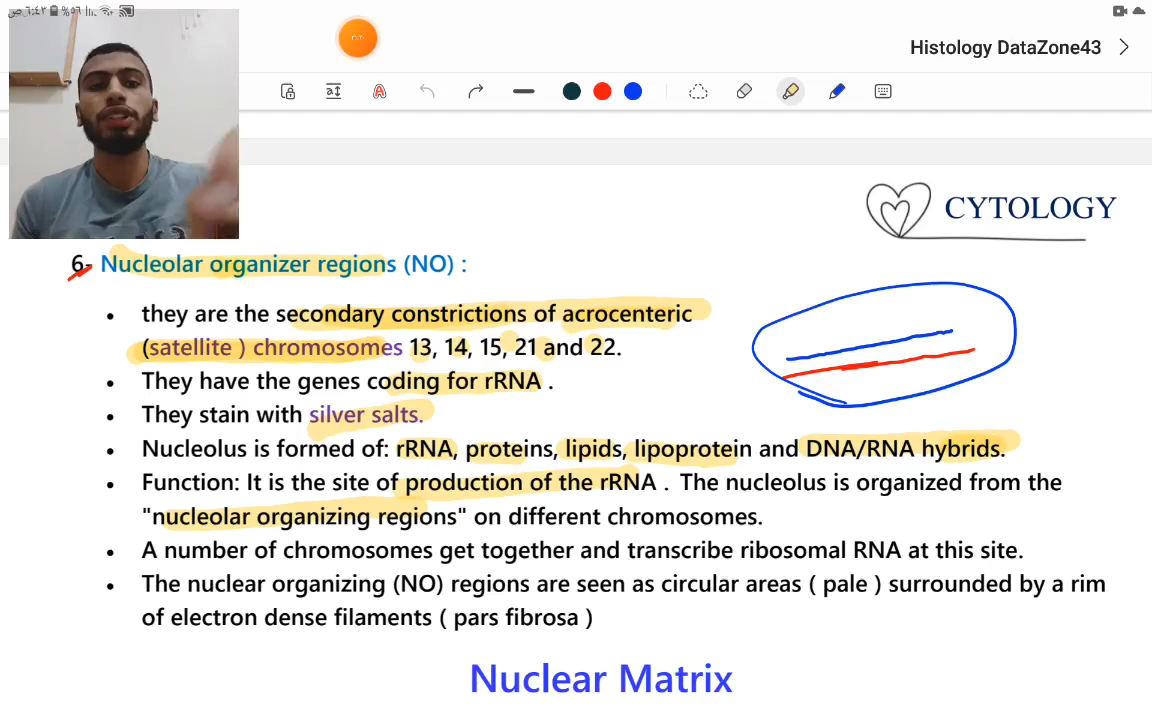 ٦:٤٣ ص ٥٦%
Histology DataZone43
CYTOLOGY
6- Nucleolar organizer regions (NO) :
• they are the secondary constrictions of acrocenteric
(satellite ) chromosomes 13, 14, 15, 21 and 22.
• They have the genes coding for rRNA .
• They stain with silver salts.
• Nucleolus is formed of: rRNA, proteins, lipids, lipoprotein and DNA/RNA hybrids.
• Function: It is the site of production of the rRNA . The nucleolus is organized from the
"nucleolar organizing regions" on different chromosomes.
• A number of chromosomes get together and transcribe ribosomal RNA at this site.
• The nuclear organizing (NO) regions are seen as circular areas ( pale ) surrounded by a rim
of electron dense filaments ( pars fibrosa )
Nuclear Matrix